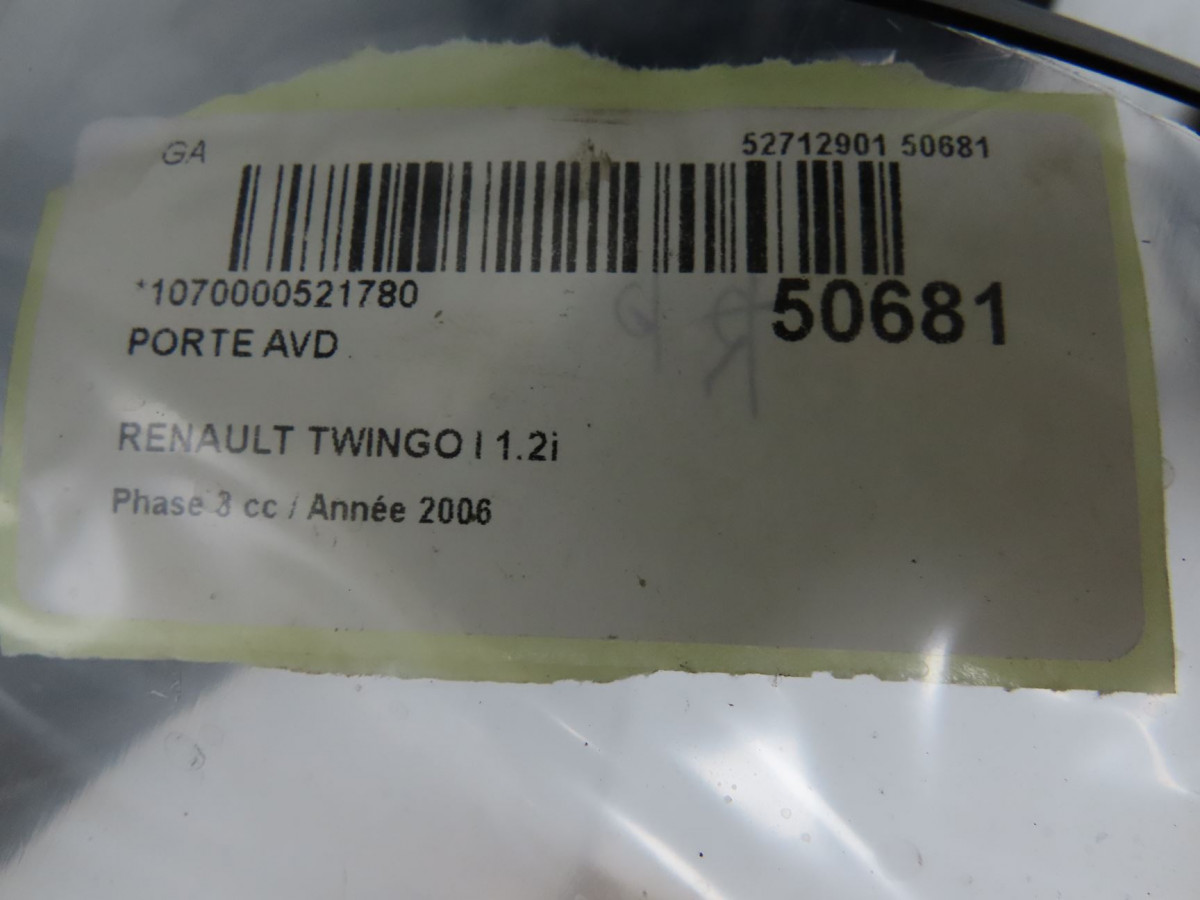 GA 52712901 50681
*1070000521780
50681
PORTE AVD
RENAULT TWINGO I 1.2i
Phase 3 cc / Année 2006